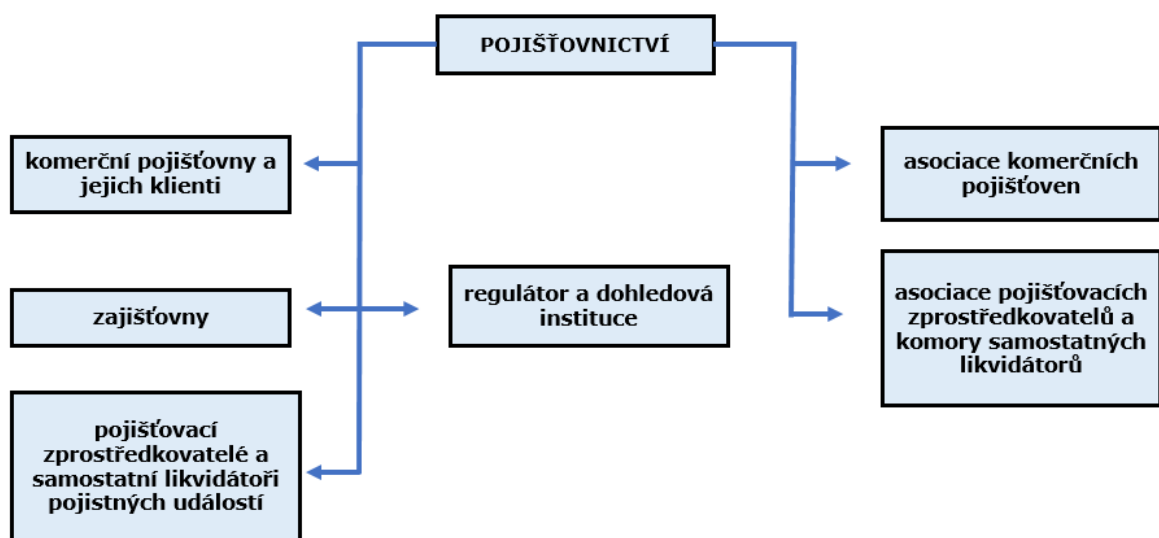 POJIŠŤOVNICTVÍ
komerční pojišťovny a
jejich klienti
asociace komerčních
pojišťoven
zajišťovny
regulátor a dohledová
instituce
asociace pojišťovacích
zprostředkovatelů a
komory samostatných
likvidátorů
pojišťovací
zprostředkovatelé a
samostatní likvidátoři
pojistných událostí